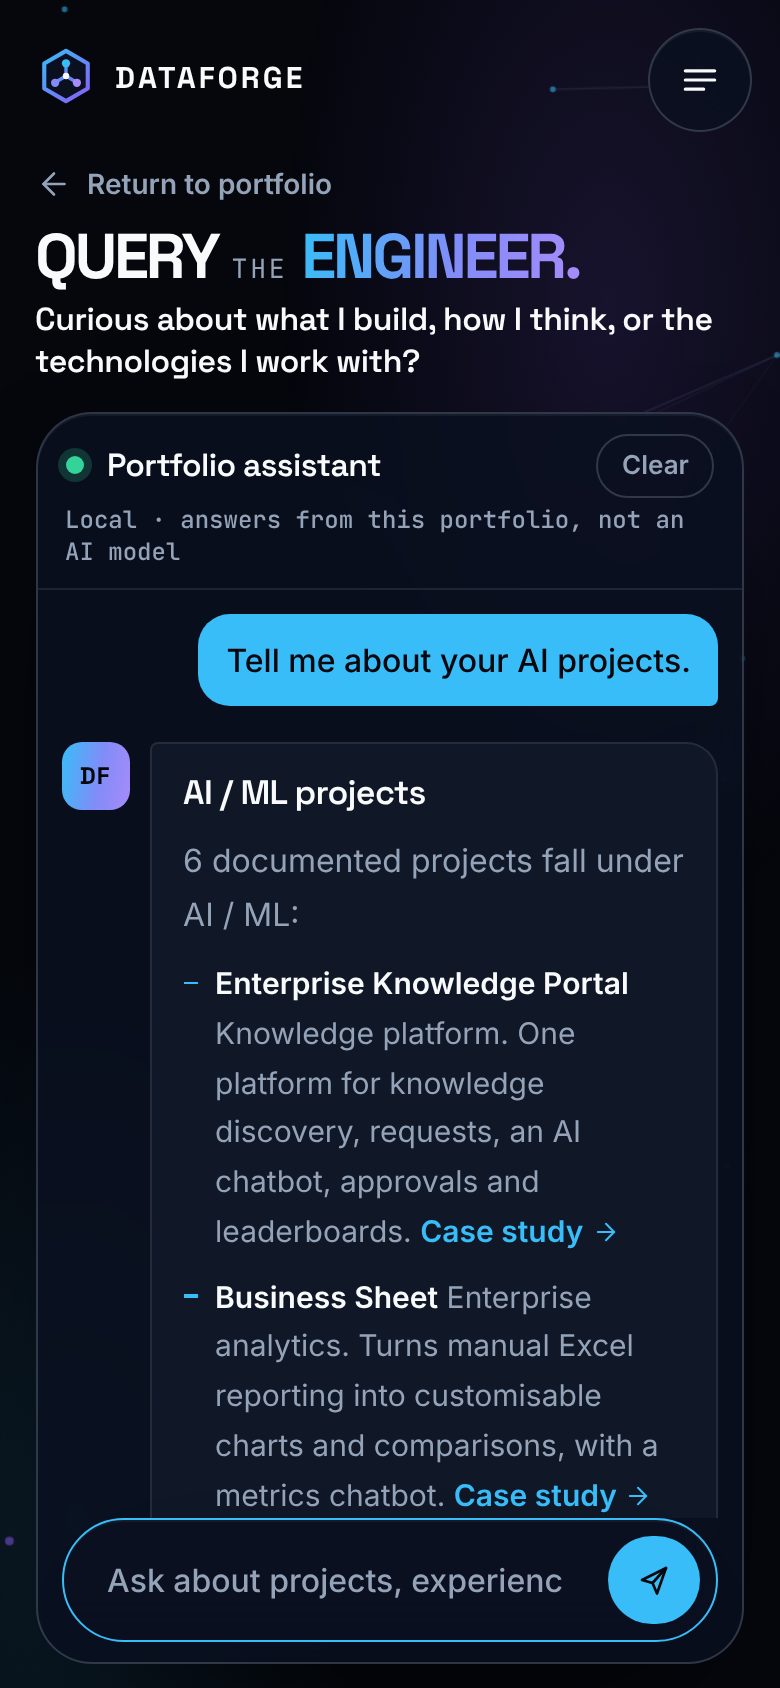 DATAFORGE
← Return to portfolio
QUERY THE ENGINEER.
Curious about what I build, how I think, or the
technologies I work with?
Portfolio assistant
Clear
Local · answers from this portfolio, not an
AI model
Tell me about your AI projects.
DF
AI / ML projects
6 documented projects fall under
AI / ML:
– Enterprise Knowledge Portal
Knowledge platform. One
platform for knowledge
discovery, requests, an AI
chatbot, approvals and
leaderboards. Case study →
– Business Sheet Enterprise
analytics. Turns manual Excel
reporting into customisable
charts and comparisons, with a
metrics chatbot. Case study →
Ask about projects, experienc